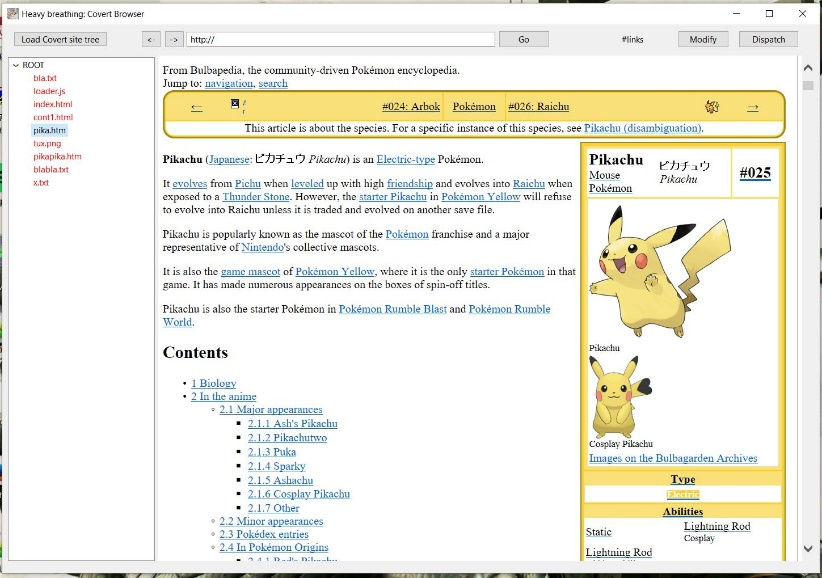 Heavy breathing: Covert Browser
Load Covert site tree
<-
->
http://
Go
#links
Modify
Dispatch
ROOT
bla.txt
loader.js
index.html
cont1.html
pika.htm
tux.png
pikapika.htm
blabla.txt
x.txt
From Bulbapedia, the community-driven Pokémon encyclopedia.
Jump to: navigation, search
← #024: Arbok Pokémon #026: Raichu →
This article is about the species. For a specific instance of this species, see Pikachu (disambiguation).
Pikachu (Japanese: ピカチュウ Pikachu) is an Electric-type Pokémon.
It evolves from Pichu when leveled up with high friendship and evolves into Raichu when
exposed to a Thunder Stone. However, the starter Pikachu in Pokémon Yellow will refuse
to evolve into Raichu unless it is traded and evolved on another save file.
Pikachu is popularly known as the mascot of the Pokémon franchise and a major
representative of Nintendo's collective mascots.
It is also the game mascot of Pokémon Yellow, where it is the only starter Pokémon in that
game. It has made numerous appearances on the boxes of spin-off titles.
Pikachu is also the starter Pokémon in Pokémon Rumble Blast and Pokémon Rumble
World.
Contents
1 Biology
2 In the anime
2.1 Major appearances
2.1.1 Ash's Pikachu
2.1.2 Pikachutwo
2.1.3 Puka
2.1.4 Sparky
2.1.5 Ashachu
2.1.6 Cosplay Pikachu
2.1.7 Other
2.2 Minor appearances
2.3 Pokédex entries
2.4 In Pokémon Origins
2.4.1 Red's Pikachu
Pikachu
Mouse
Pokémon
ピカチュウ
Pikachu
#025
Pikachu
Cosplay Pikachu
Images on the Bulbagarden Archives
Type
Electric
Abilities
Static
Lightning Rod
Cosplay
Lightning Rod